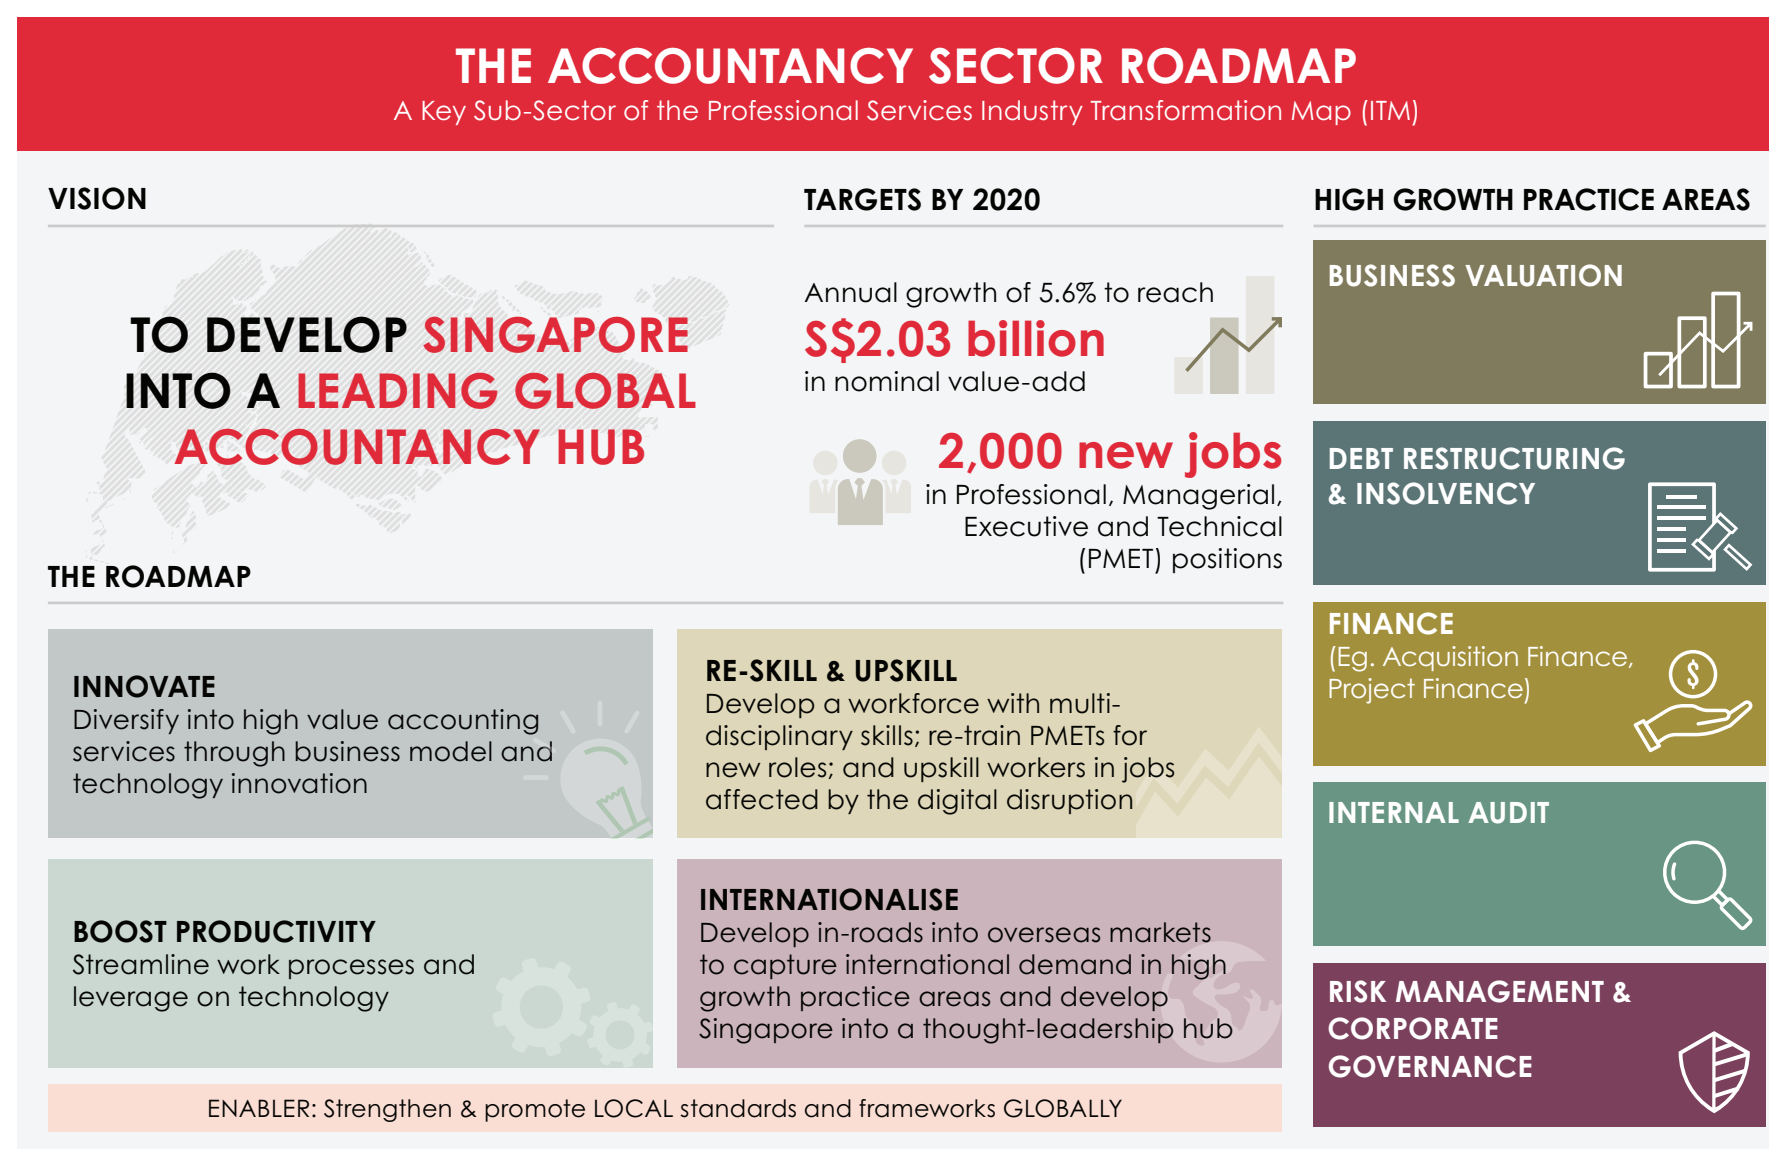 THE ACCOUNTANCY SECTOR ROADMAP
A Key Sub-Sector of the Professional Services Industry Transformation Map (ITM)
VISION
TO DEVELOP SINGAPORE
INTO A LEADING GLOBAL
ACCOUNTANCY HUB
TARGETS BY 2020
Annual growth of 5.6% to reach
S$2.03 billion
in nominal value-add
2,000 new jobs
in Professional, Managerial,
Executive and Technical
(PMET) positions
THE ROADMAP
INNOVATE
Diversify into high value accounting
services through business model and
technology innovation
RE-SKILL & UPSKILL
Develop a workforce with multi-
disciplinary skills; re-train PMETs for
new roles; and upskill workers in jobs
affected by the digital disruption
BOOST PRODUCTIVITY
Streamline work processes and
leverage on technology
INTERNATIONALISE
Develop in-roads into overseas markets
to capture international demand in high
growth practice areas and develop
Singapore into a thought-leadership hub
ENABLER: Strengthen & promote LOCAL standards and frameworks GLOBALLY
HIGH GROWTH PRACTICE AREAS
BUSINESS VALUATION
DEBT RESTRUCTURING
& INSOLVENCY
FINANCE
(Eg. Acquisition Finance,
Project Finance)
$
INTERNAL AUDIT
RISK MANAGEMENT &
CORPORATE
GOVERNANCE